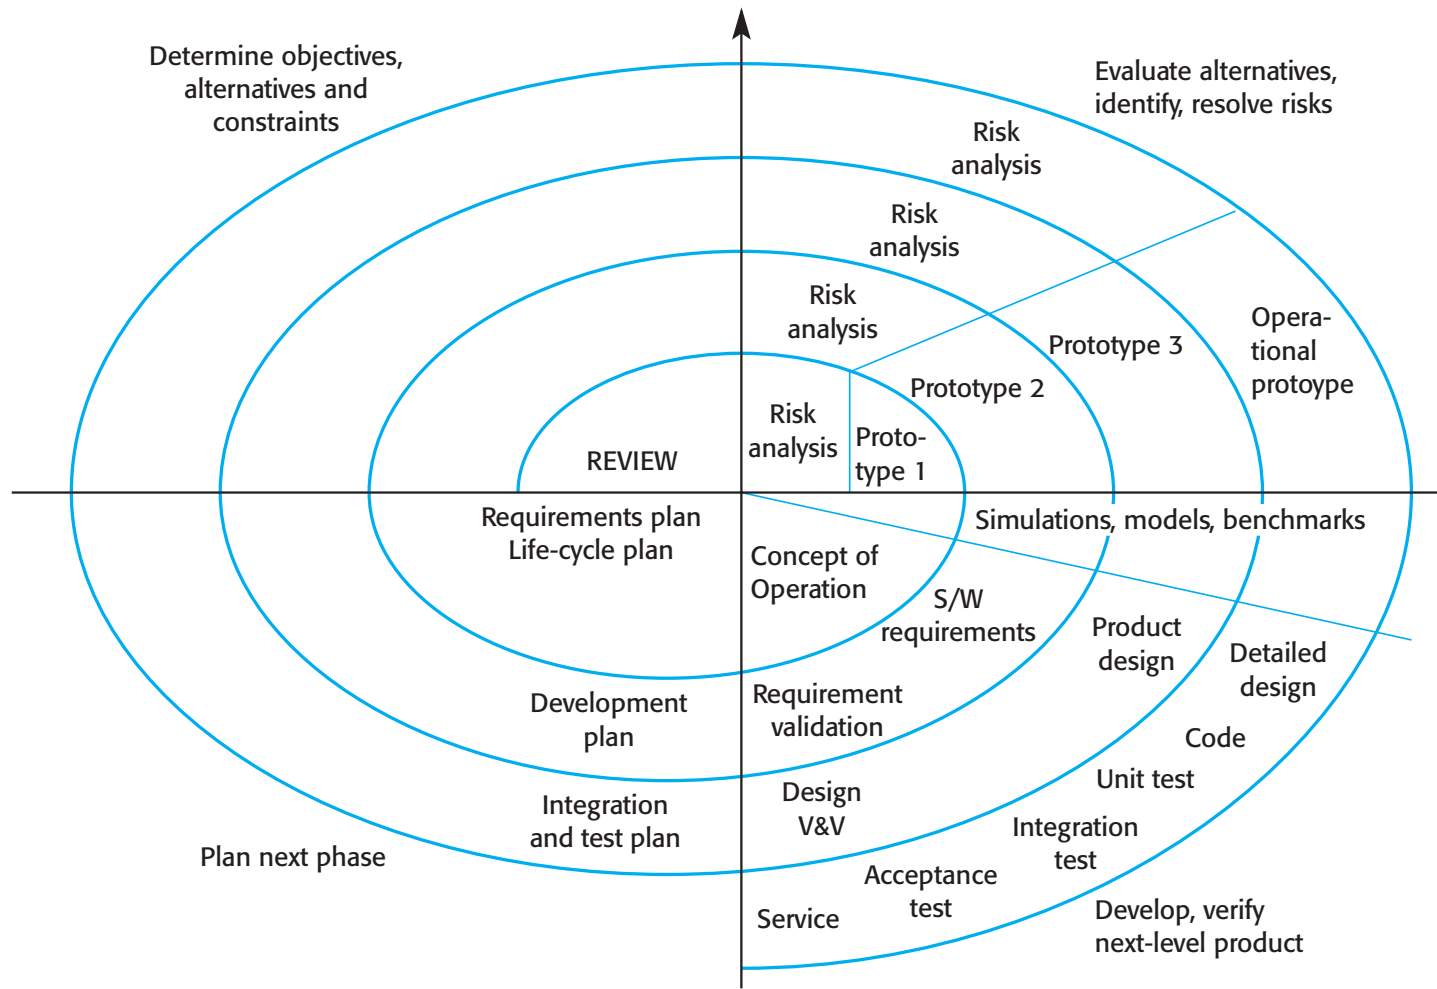 Determine objectives,
alternatives and
constraints
Evaluate alternatives,
identify, resolve risks
Risk
analysis
Risk
analysis
Risk
analysis
Risk
analysis
Proto-
type 1
Prototype 2
Prototype 3
Opera-
tional
protoype
REVIEW
Requirements plan
Life-cycle plan
Simulations, models, benchmarks
Concept of
Operation
S/W
requirements
Product
design
Detailed
design
Development
plan
Requirement
validation
Code
Unit test
Integration
and test plan
Design
V&V
Integration
test
Plan next phase
Acceptance
test
Service
Develop, verify
next-level product